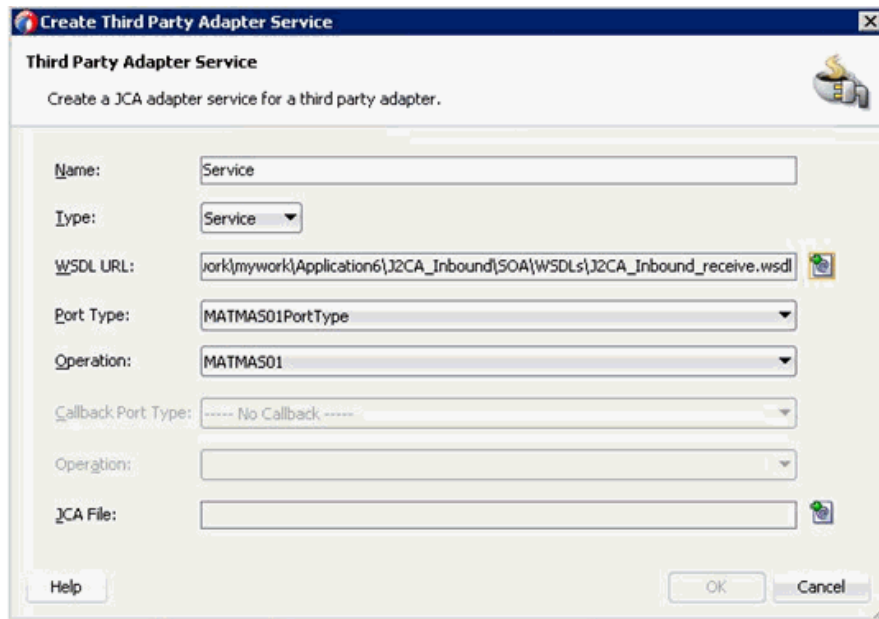 Create Third Party Adapter Service
Third Party Adapter Service
Create a JCA adapter service for a third party adapter.
Name: Service
Type: Service
WSDL URL: work\mywork\Application6\J2CA_Inbound\SOA\WSDLs\J2CA_Inbound_receive.wsdl
Port Type: MATMAS01PortType
Operation: MATMAS01
Callback Port Type: ----- No Callback -----
Operation:
JCA File:
Help OK Cancel